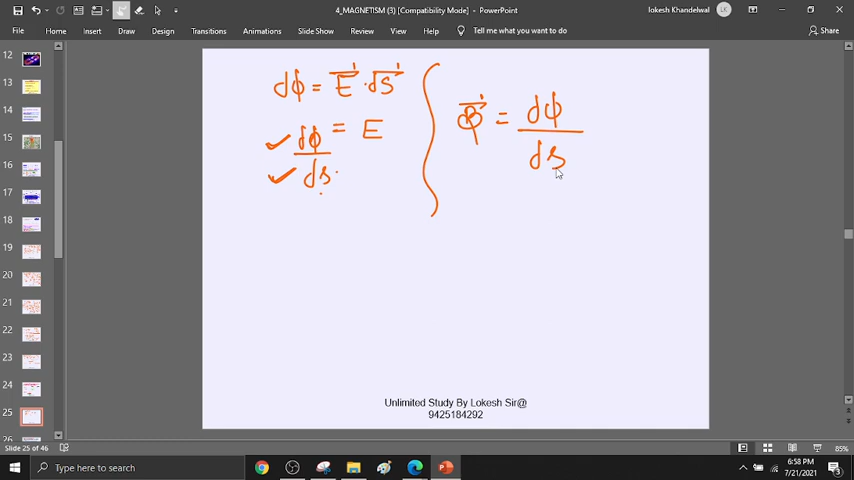 4_MAGNETISM (3) [Compatibility Mode] - PowerPoint
lokesh Khandelwal
LK
File Home Insert Draw Design Transitions Animations Slide Show Review View Help Tell me what you want to do
12
13
14
15
16
17
18
19
20
21
22
23
24
25
26
dϕ = E⃗ · dS⃗
dϕ/ds = E
= dϕ/ds
Unlimited Study By Lokesh Sir@
9425184292
Slide 25 of 46
85%
Type here to search
6:58 PM
7/21/2021
3